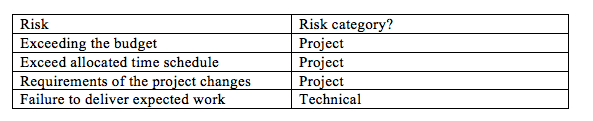 Risk Risk category?
Exceeding the budget Project
Exceed allocated time schedule Project
Requirements of the project changes Project
Failure to deliver expected work Technical